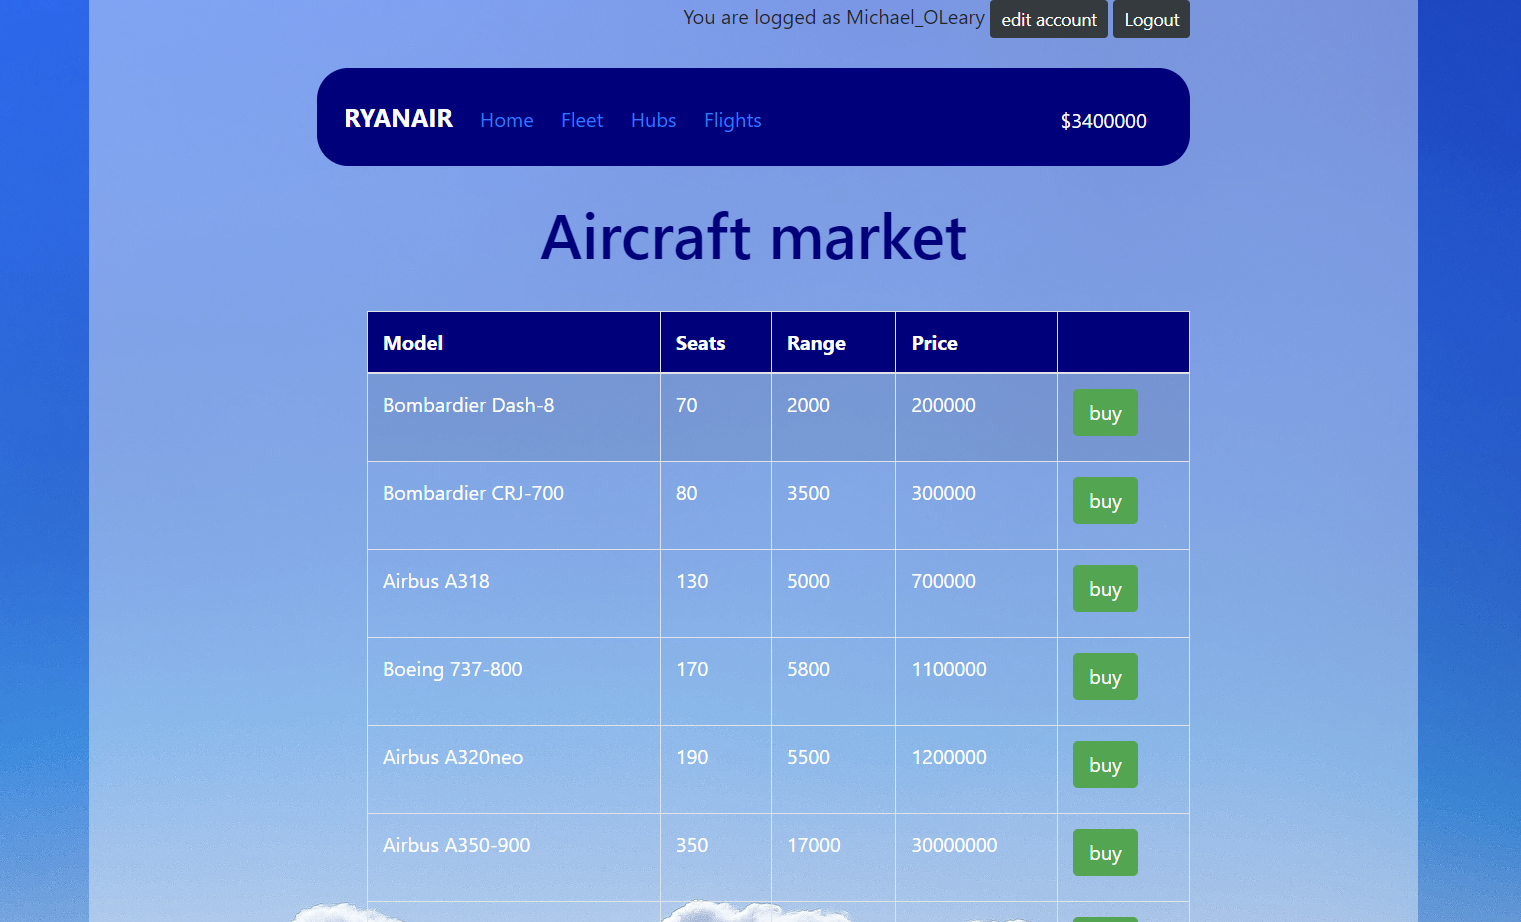 You are logged as Michael_OLeary edit account Logout
RYANAIR Home Fleet Hubs Flights $3400000
Aircraft market
Model Seats Range Price
Bombardier Dash-8 70 2000 200000 buy
Bombardier CRJ-700 80 3500 300000 buy
Airbus A318 130 5000 700000 buy
Boeing 737-800 170 5800 1100000 buy
Airbus A320neo 190 5500 1200000 buy
Airbus A350-900 350 17000 30000000 buy